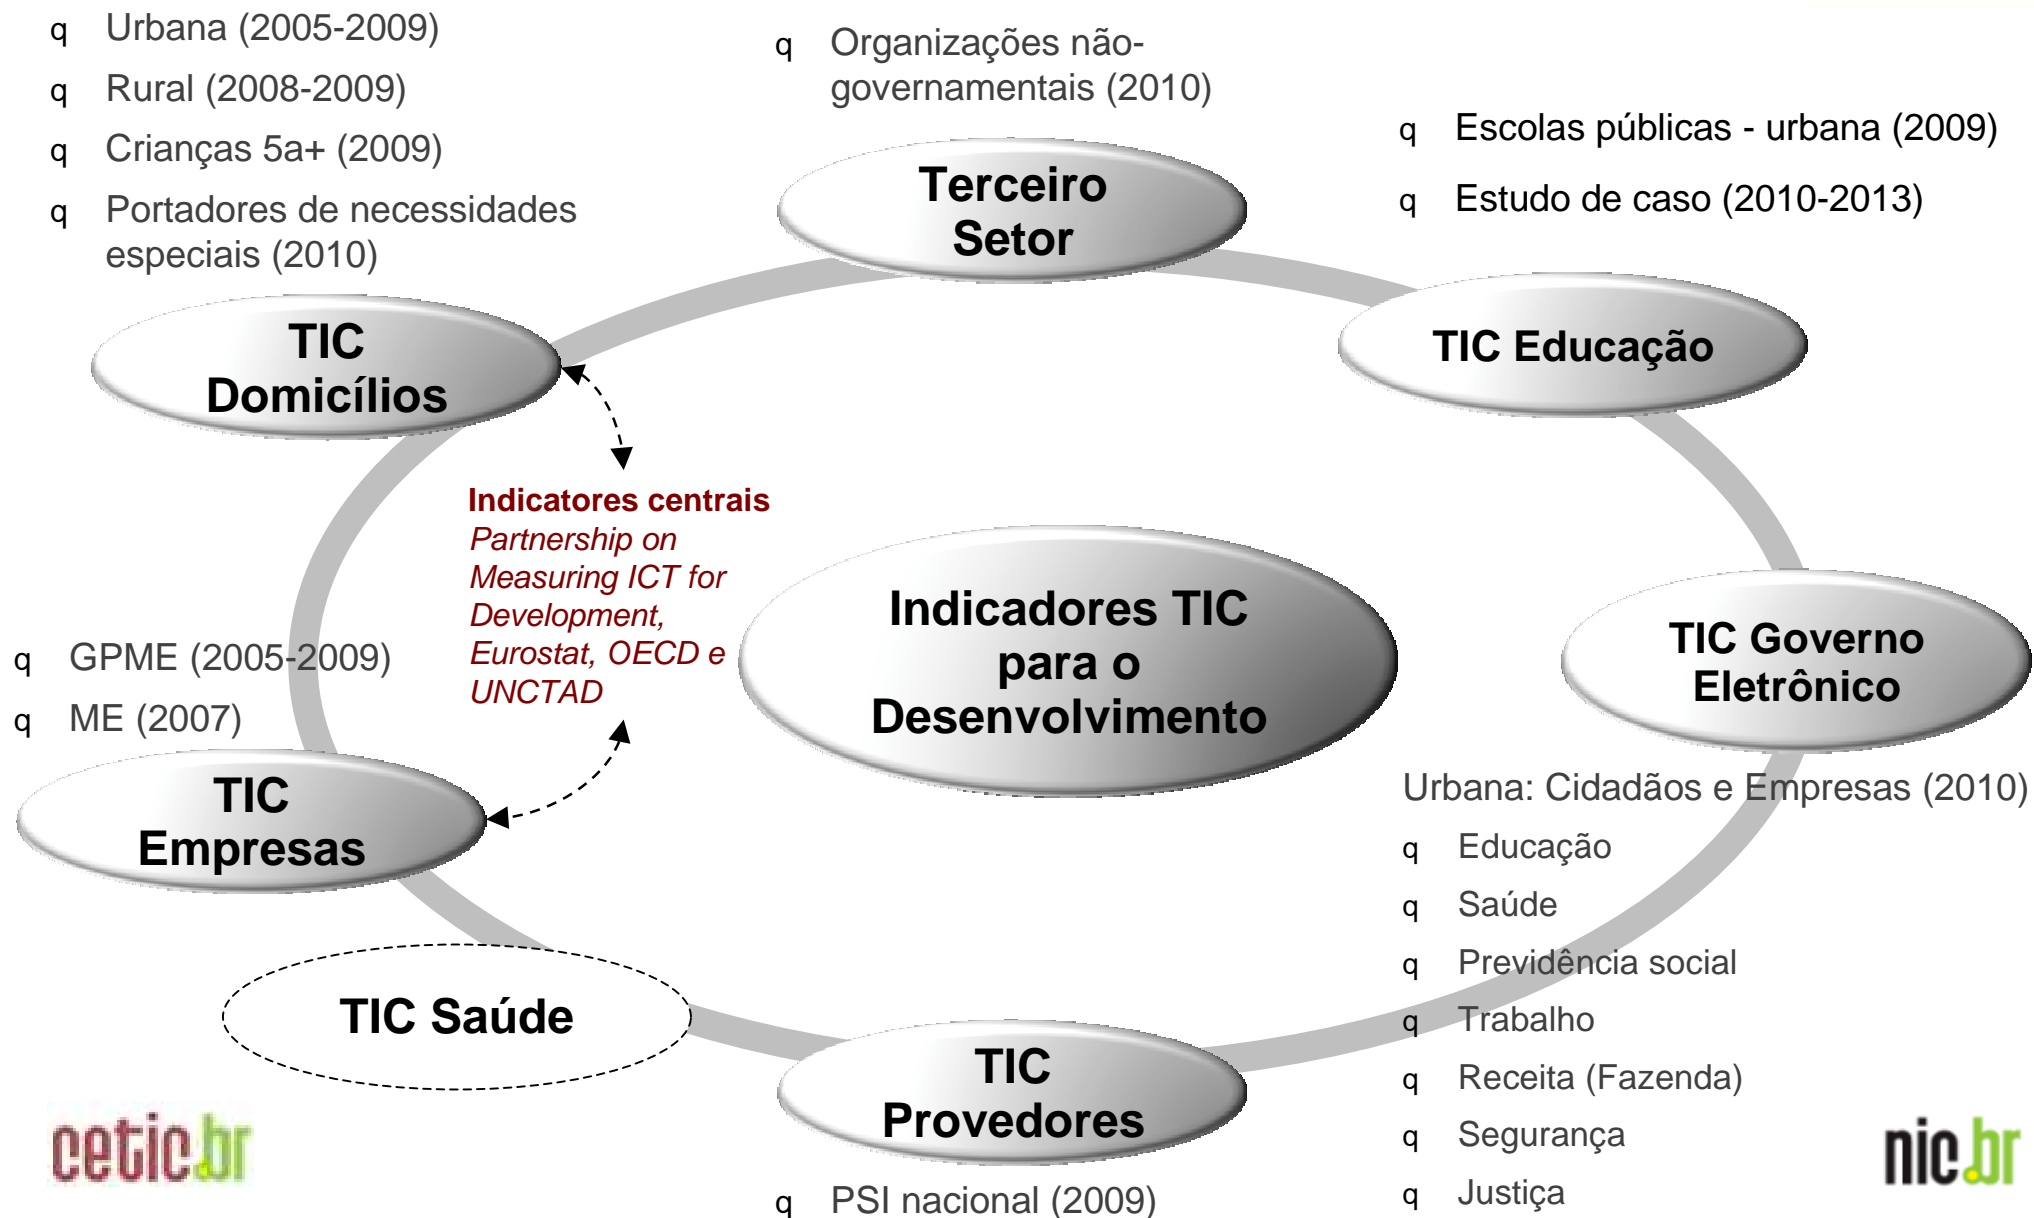 q Urbana (2005-2009)
q Rural (2008-2009)
q Crianças 5a+ (2009)
q Portadores de necessidades
especiais (2010)
q Organizações não-
governamentais (2010)
q Escolas públicas - urbana (2009)
q Estudo de caso (2010-2013)
Terceiro
Setor
TIC
Domicílios
TIC Educação
Indicatores centrais
Partnership on
Measuring ICT for
Development,
Eurostat, OECD e
UNCTAD
Indicadores TIC
para o
Desenvolvimento
TIC Governo
Eletrônico
q GPME (2005-2009)
q ME (2007)
TIC
Empresas
Urbana: Cidadãos e Empresas (2010)
q Educação
q Saúde
q Previdência social
q Trabalho
q Receita (Fazenda)
q Segurança
q Justiça
TIC Saúde
TIC
Provedores
q PSI nacional (2009)
cetic.br
nic.br